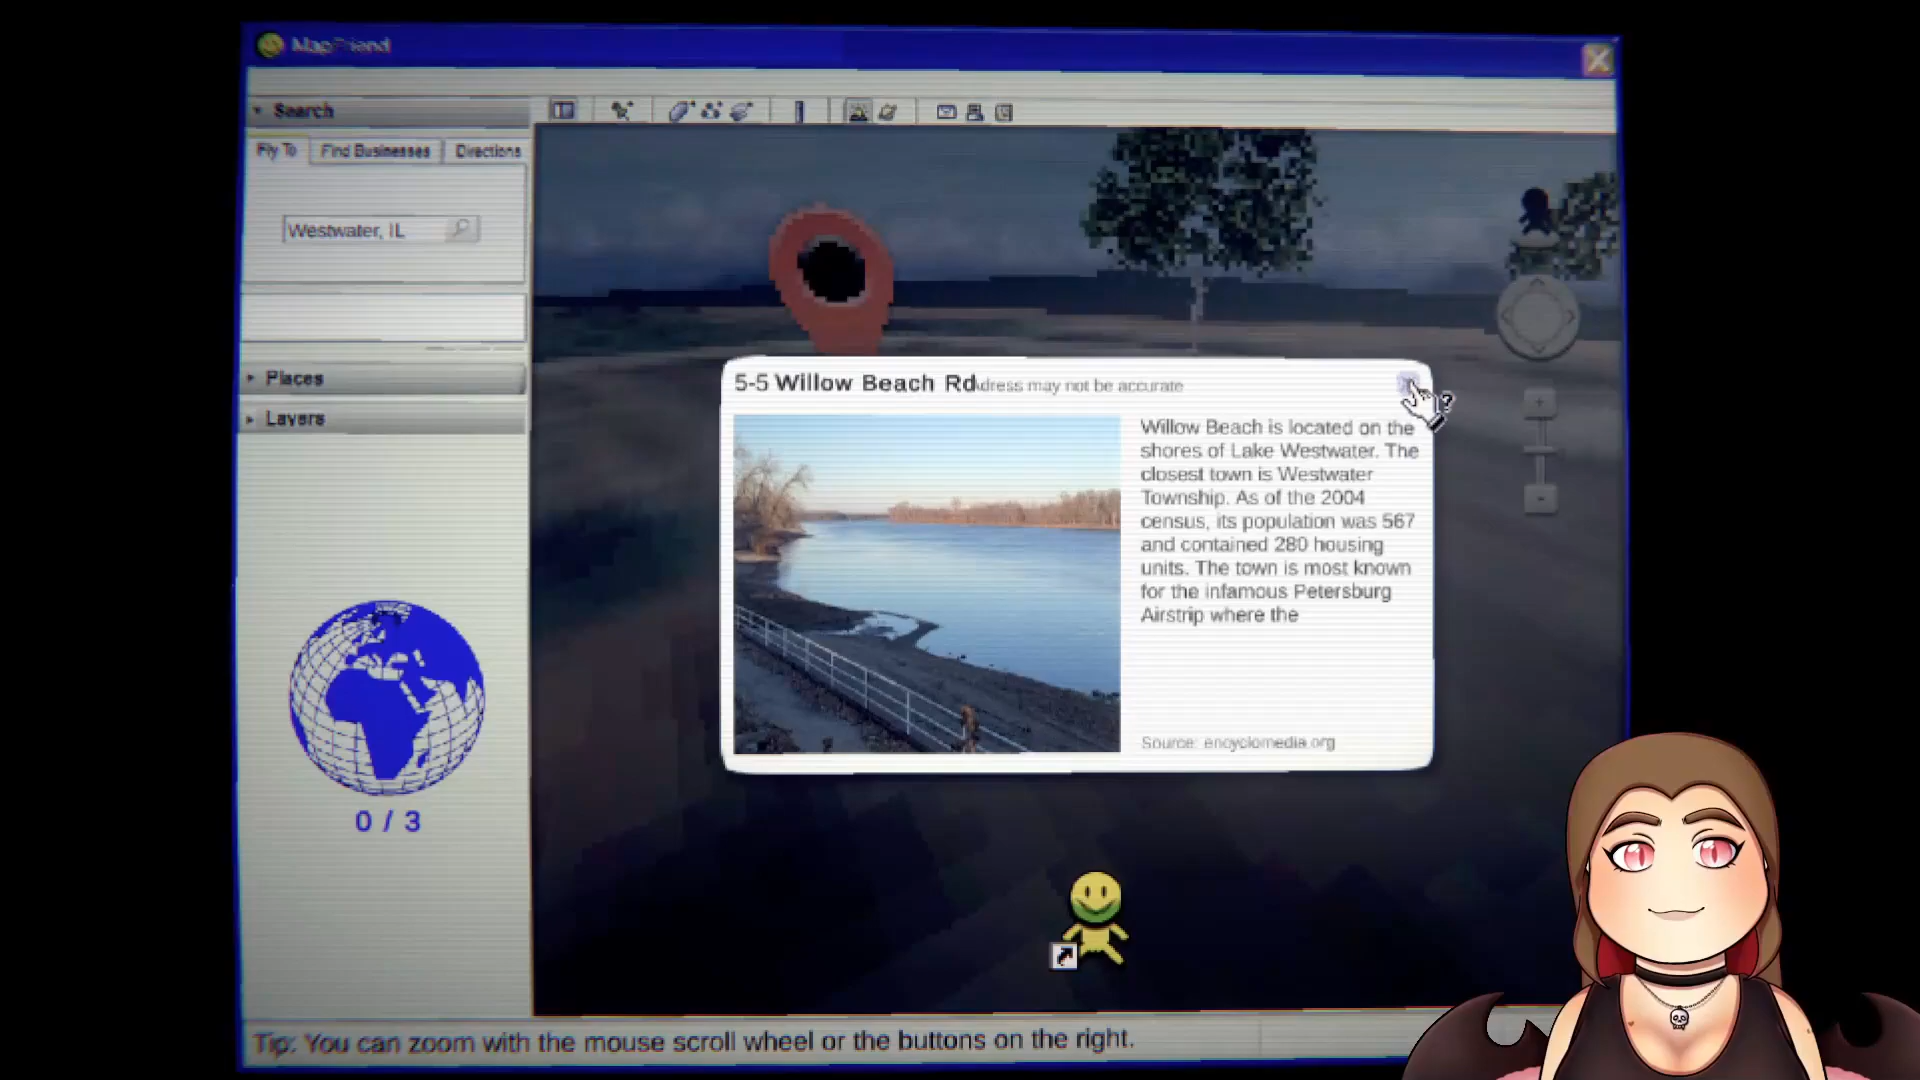 MapFriend
Search
Fly To
Find Businesses
Directions
Westwater, IL
Places
Layers
0 / 3
5-5 Willow Beach Rd
dress may not be accurate
Willow Beach is located on the
shores of Lake Westwater. The
closest town is Westwater
Township. As of the 2004
census, its population was 567
and contained 280 housing
units. The town is most known
for the infamous Petersburg
Airstrip where the
Source: encyclomedia.org
Tip: You can zoom with the mouse scroll wheel or the buttons on the right.